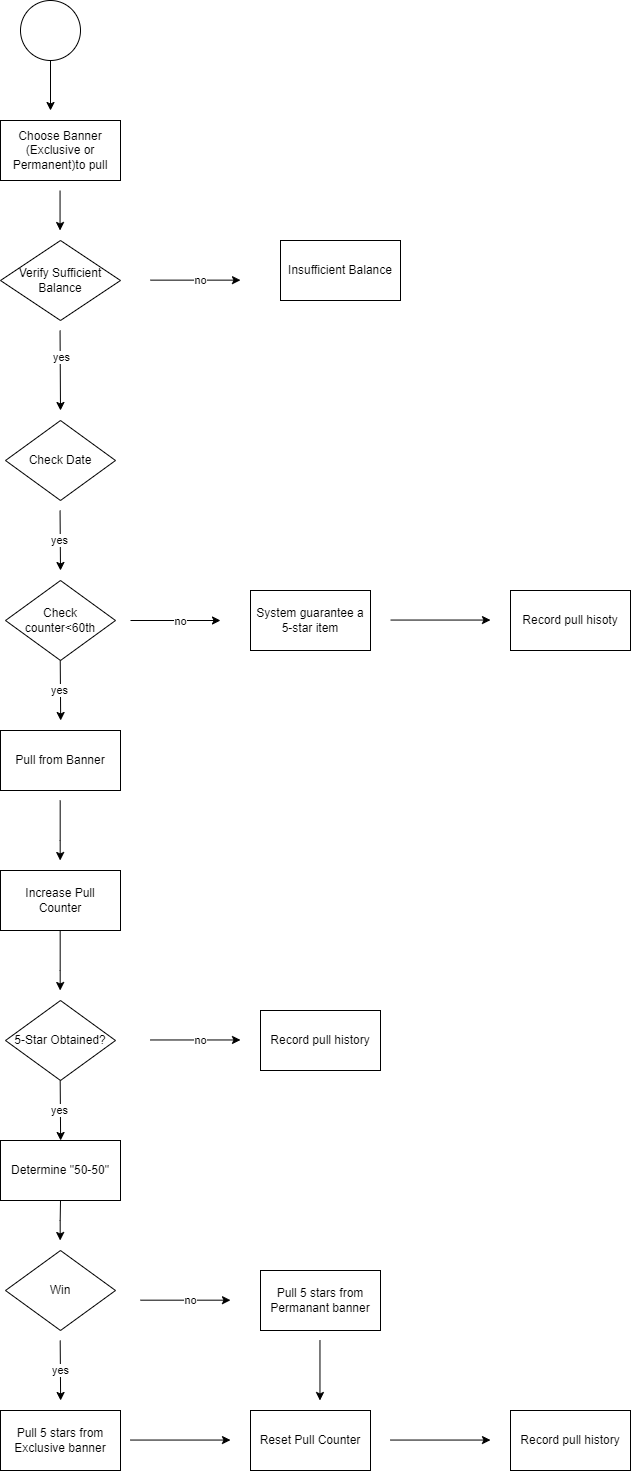 Choose Banner
(Exclusive or
Permanent)to pull
Verify Sufficient
Balance
no
Insufficient Balance
yes
Check Date
yes
Check
counter<60th
no
System guarantee a
5-star item
Record pull hisoty
yes
Pull from Banner
Increase Pull
Counter
5-Star Obtained?
no
Record pull history
yes
Determine "50-50"
Win
no
Pull 5 stars from
Permanant banner
yes
Pull 5 stars from
Exclusive banner
Reset Pull Counter
Record pull history